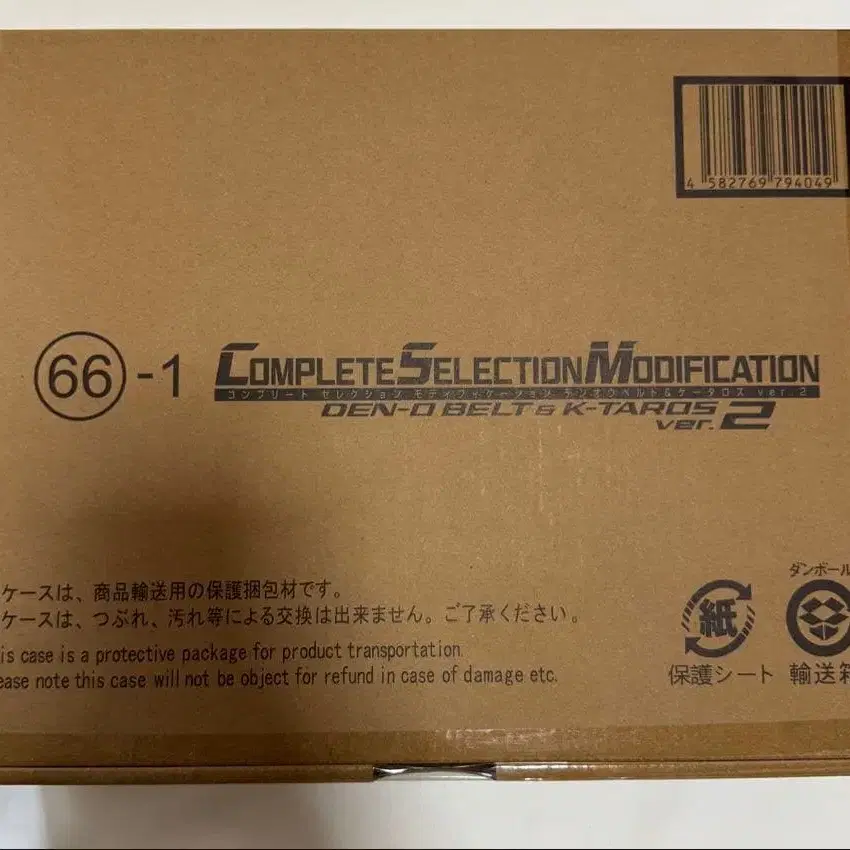 4 582769 794049
66-1 COMPLETE SELECTION MODIFICATION
コンプリート セレクション モディフィケーション デンオウベルト&ケータロス ver.2
DEN-O BELT & K-TAROS
ver.2
ケースは、商品輸送用の保護梱包材です。
ケースは、つぶれ、汚れ等による交換は出来ません。ご了承ください。
is case is a protective package for product transportation.
ease note this case will not be object for refund in case of damage etc.
紙
保護シート
ダンボール
輸送箱